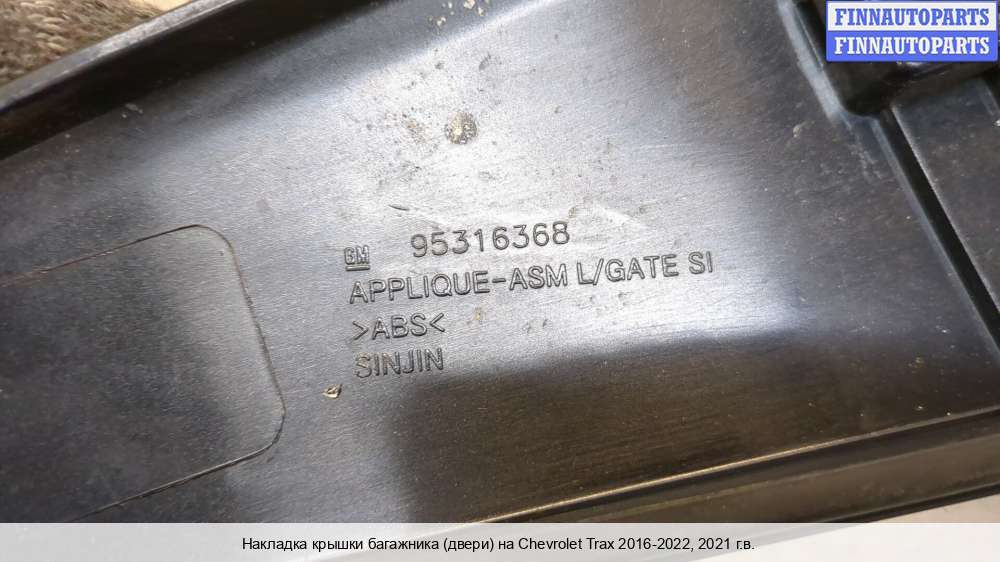 FINNAUTOPARTS
FINNAUTOPARTS
GM 95316368
APPLIQUE-ASM L/GATE SI
>ABS<
SINJIN
Накладка крышки багажника (двери) на Chevrolet Trax 2016-2022, 2021 г.в.